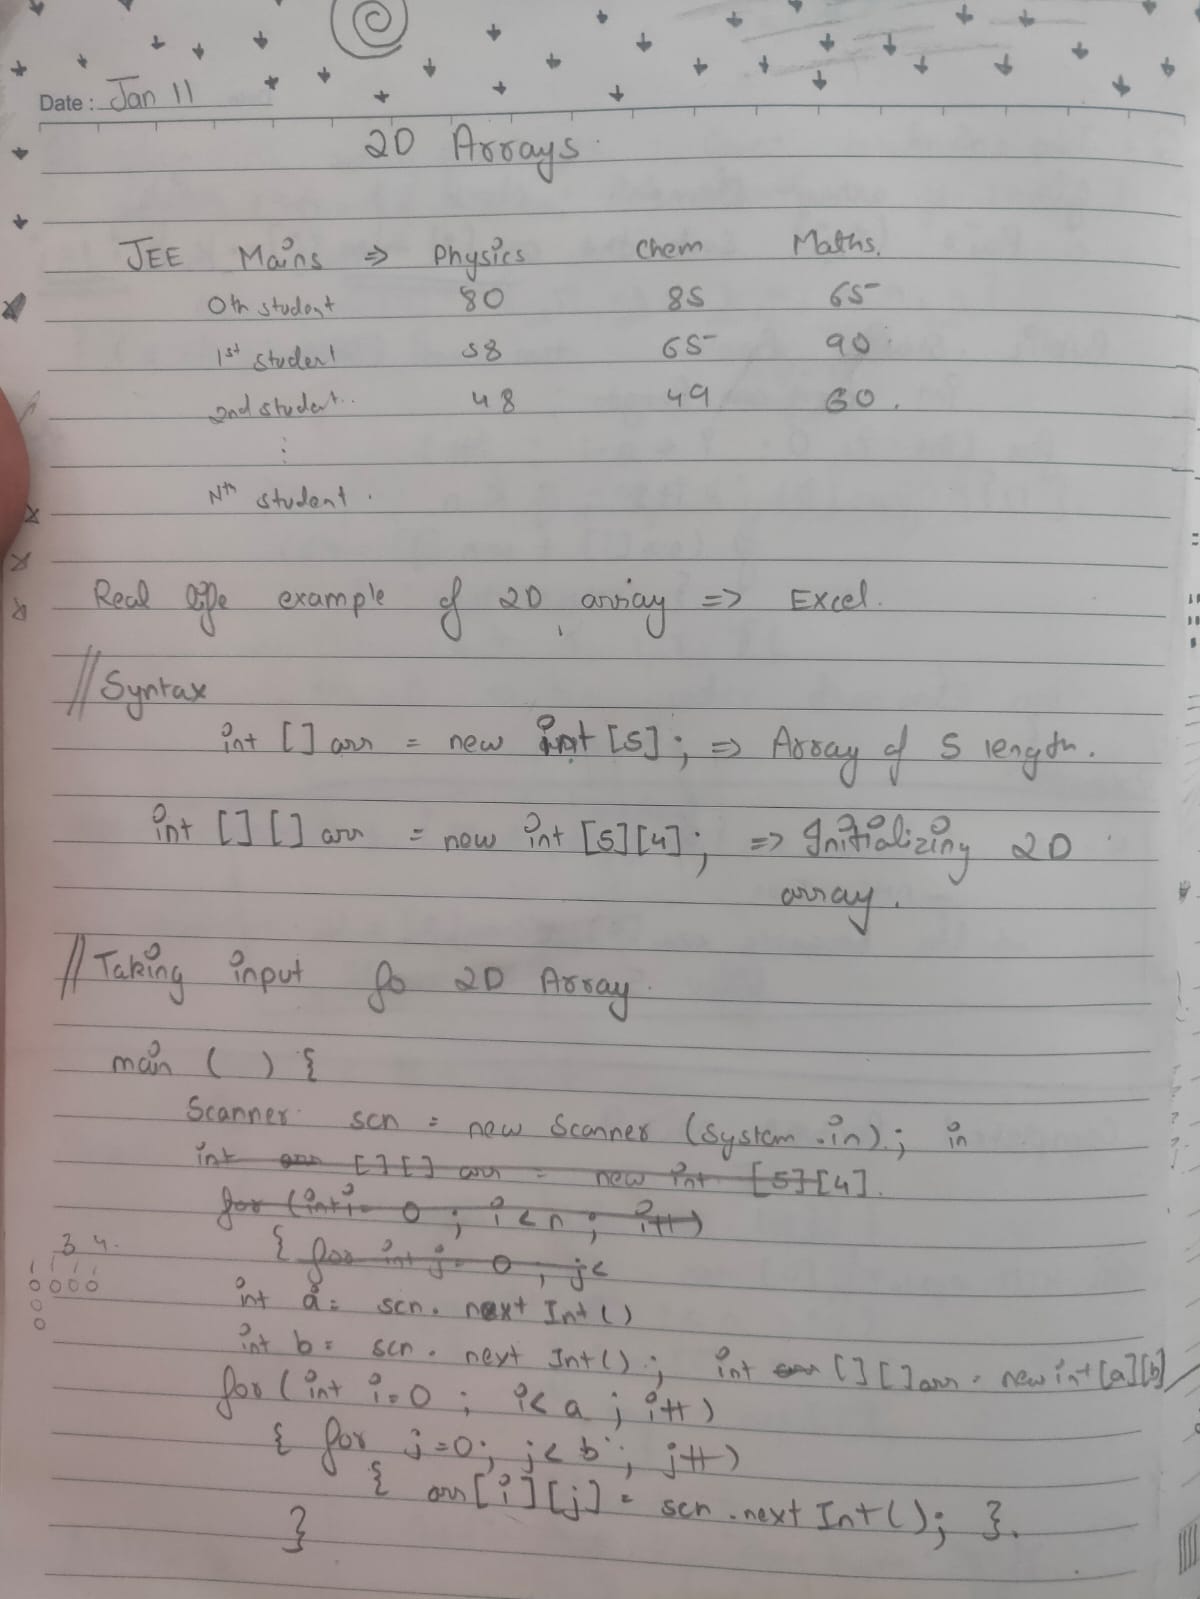 Date: Jan 11
2D Arrays.
JEE Mains ⇒ Physics Chem Maths.
0th student 80 85 65
1st student 58 65 90
2nd student.. 48 49 60.
⋮
Nth student.
Real life example of 2D array => Excel.
//Syntax
int [] arr = new int [5]; => Array of 5 length.
int [][] arr = new int [5][4]; => Initializing 2D
array.
//Taking input fo 2D Array.
main ( ) {
Scanner scn = new Scanner (System.in); in
int arr [][] arr = new int [5][4].
for (int i= 0 ; i<n ; i++)
{ for int j= 0 ; j<
3 4.
0000
0
0
int a= scn. next Int()
int b= scn. next Int(); int arr [][] arr = new int [a][b]
for (int i=0 ; i<a ; i++)
{ for j=0; j<b ; j++)
{ arr[i][j] = scn.next Int(); }.
}